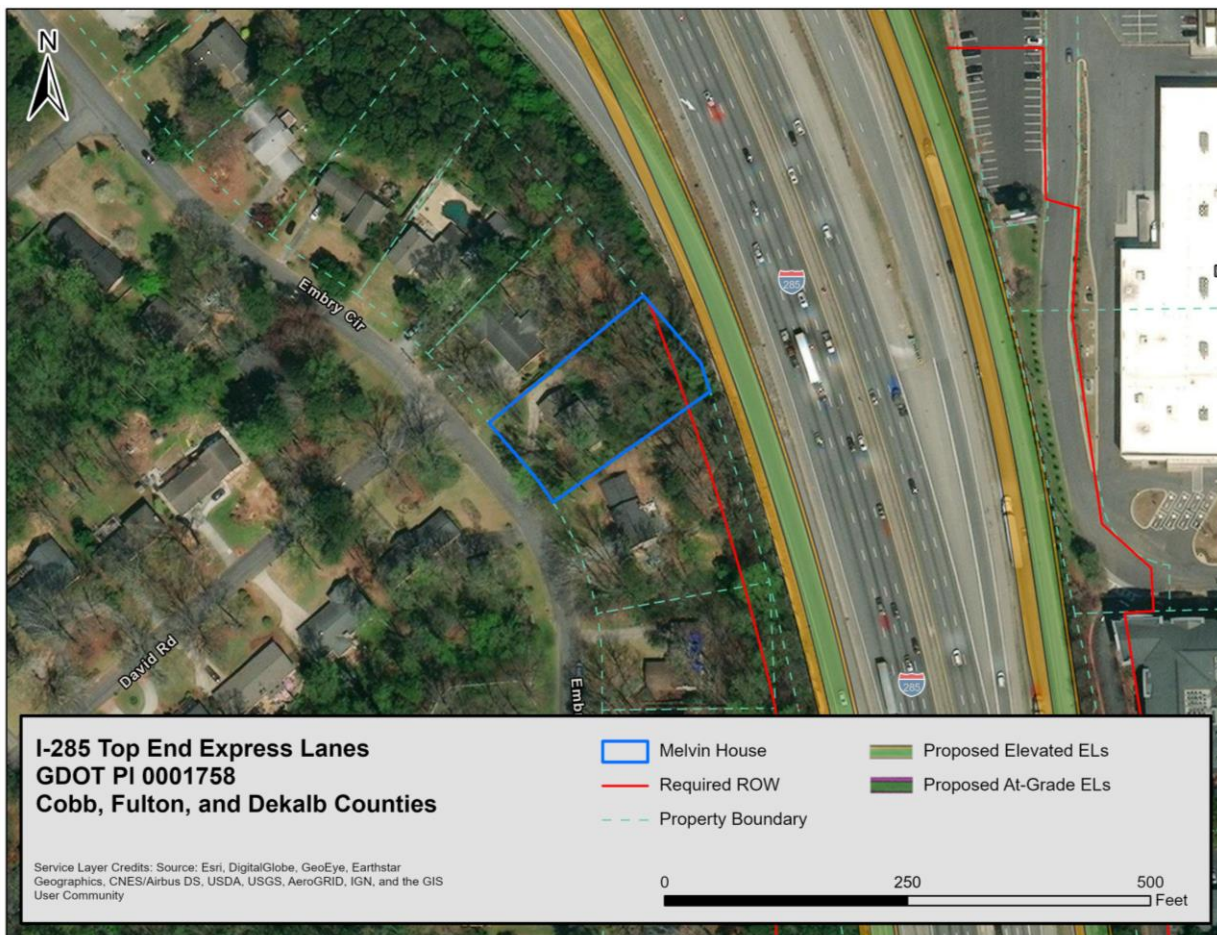 N
Embry Cir
285
David Rd
285
I-285 Top End Express Lanes
GDOT PI 0001758
Cobb, Fulton, and Dekalb Counties
Service Layer Credits: Source: Esri, DigitalGlobe, GeoEye, Earthstar
Geographics, CNES/Airbus DS, USDA, USGS, AeroGRID, IGN, and the GIS
User Community
Melvin House
Required ROW
Property Boundary
Proposed Elevated ELs
Proposed At-Grade ELs
0 250 500
Feet